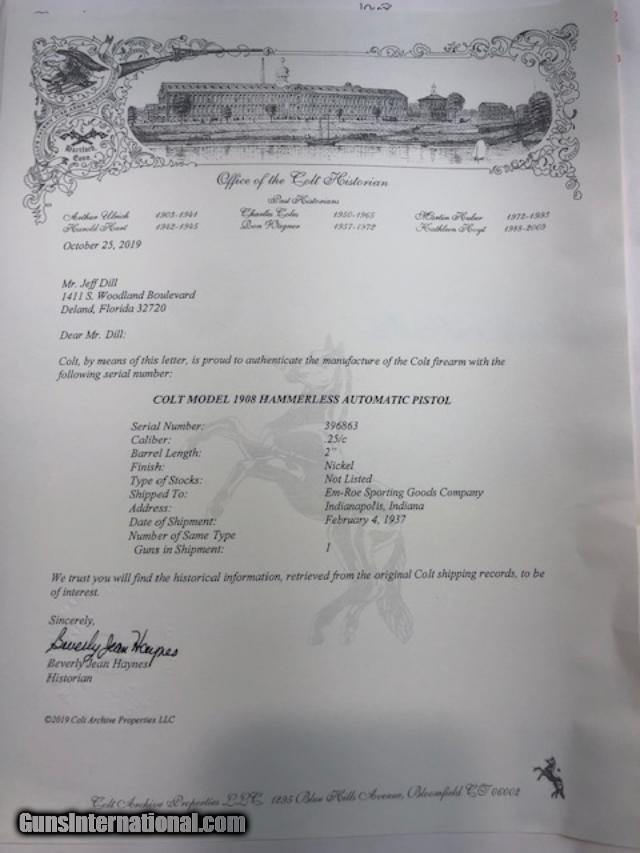 Hartford
Conn.
Office of the Colt Historian
Past Historians
Arthur Ulrich 1903-1941 Charles Coles 1950-1965 Martin Huber 1972-1993
Harold Hart 1942-1945 Ron Wagner 1957-1972 Kathleen Hoyt 1988-2003
October 25, 2019
Mr. Jeff Dill
1411 S. Woodland Boulevard
Deland, Florida 32720
Dear Mr. Dill:
Colt, by means of this letter, is proud to authenticate the manufacture of the Colt firearm with the
following serial number:
COLT MODEL 1908 HAMMERLESS AUTOMATIC PISTOL
Serial Number: 396863
Caliber: .25/c
Barrel Length: 2"
Finish: Nickel
Type of Stocks: Not Listed
Shipped To: Em-Roe Sporting Goods Company
Address: Indianapolis, Indiana
Date of Shipment: February 4, 1937
Number of Same Type
Guns in Shipment: 1
We trust you will find the historical information, retrieved from the original Colt shipping records, to be
of interest.
Sincerely,
Beverly Jean Haynes
Beverly Jean Haynes
Historian
©2019 Colt Archive Properties LLC
Colt Archive Properties LLC, 1295 Blue Hills Avenue, Bloomfield CT 06002
GunsInternational.com